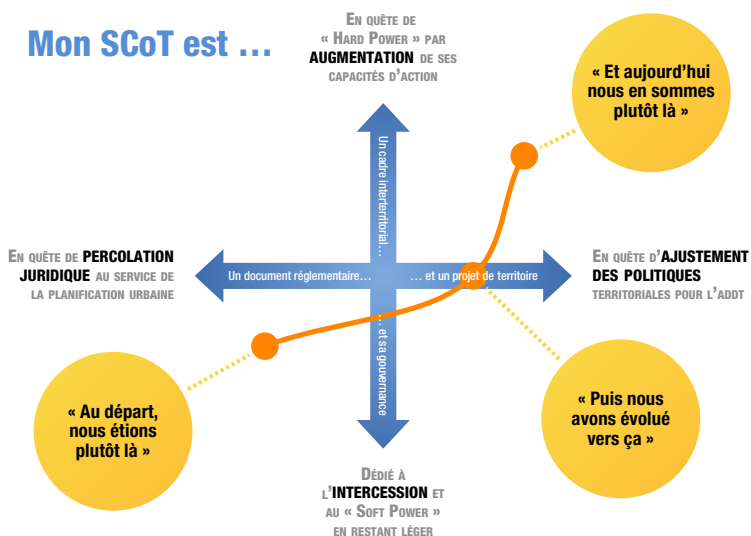 Mon SCoT est …
En quête de
« Hard Power » par
augmentation de ses
capacités d'action
« Et aujourd'hui
nous en sommes
plutôt là »
Un cadre interterritorial…
En quête de percolation
juridique au service de
la planification urbaine
Un document réglementaire…
… et un projet de territoire
En quête d'ajustement
des politiques
territoriales pour l'addt
… et sa gouvernance
« Au départ,
nous étions
plutôt là »
« Puis nous
avons évolué
vers ça »
Dédié à
l'intercession et
au « Soft Power »
en restant léger